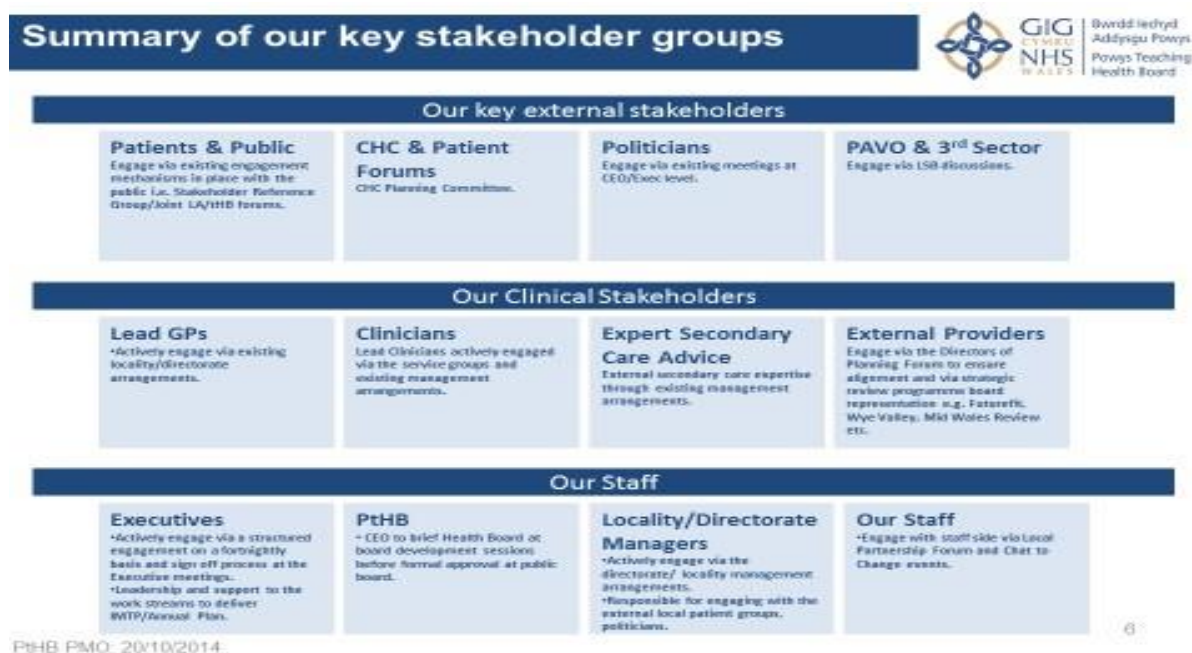 Summary of our key stakeholder groups
GIG
CYMRU
NHS
WALES
Bwrdd Iechyd
Addysgu Powys
Powys Teaching
Health Board
Our key external stakeholders
Patients & Public
Engage via existing engagement
mechanisms in place with the
public i.e. Stakeholder Reference
Group/Joint LA/tHB forums.
CHC & Patient
Forums
CHC Planning Committee.
Politicians
Engage via existing meetings at
CEO/Exec level.
PAVO & 3rd Sector
Engage via LSB discussions.
Our Clinical Stakeholders
Lead GPs
•Actively engage via existing
locality/directorate
arrangements.
Clinicians
Lead Clinicians actively engaged
via the service groups and
existing management
arrangements.
Expert Secondary
Care Advice
External secondary care expertise
through existing management
arrangements.
External Providers
Engage via the Directors of
Planning Forum to ensure
alignment and via strategic
review programme board
representation e.g. Futurefit,
Wye Valley, Mid Wales Review
etc.
Our Staff
Executives
•Actively engage via a structured
engagement on a fortnightly
basis and sign off process at the
Executive meetings.
•Leadership and support to the
work streams to deliver
IMTP/Annual Plan.
PtHB
• CEO to brief Health Board at
board development sessions
before formal approval at public
board.
Locality/Directorate
Managers
•Actively engage via the
directorate/ locality management
arrangements.
•Responsible for engaging with the
external local patient groups,
politicians.
Our Staff
•Engage with staff side via Local
Partnership Forum and Chat to
Change events.
6
PtHB PMO: 20/10/2014